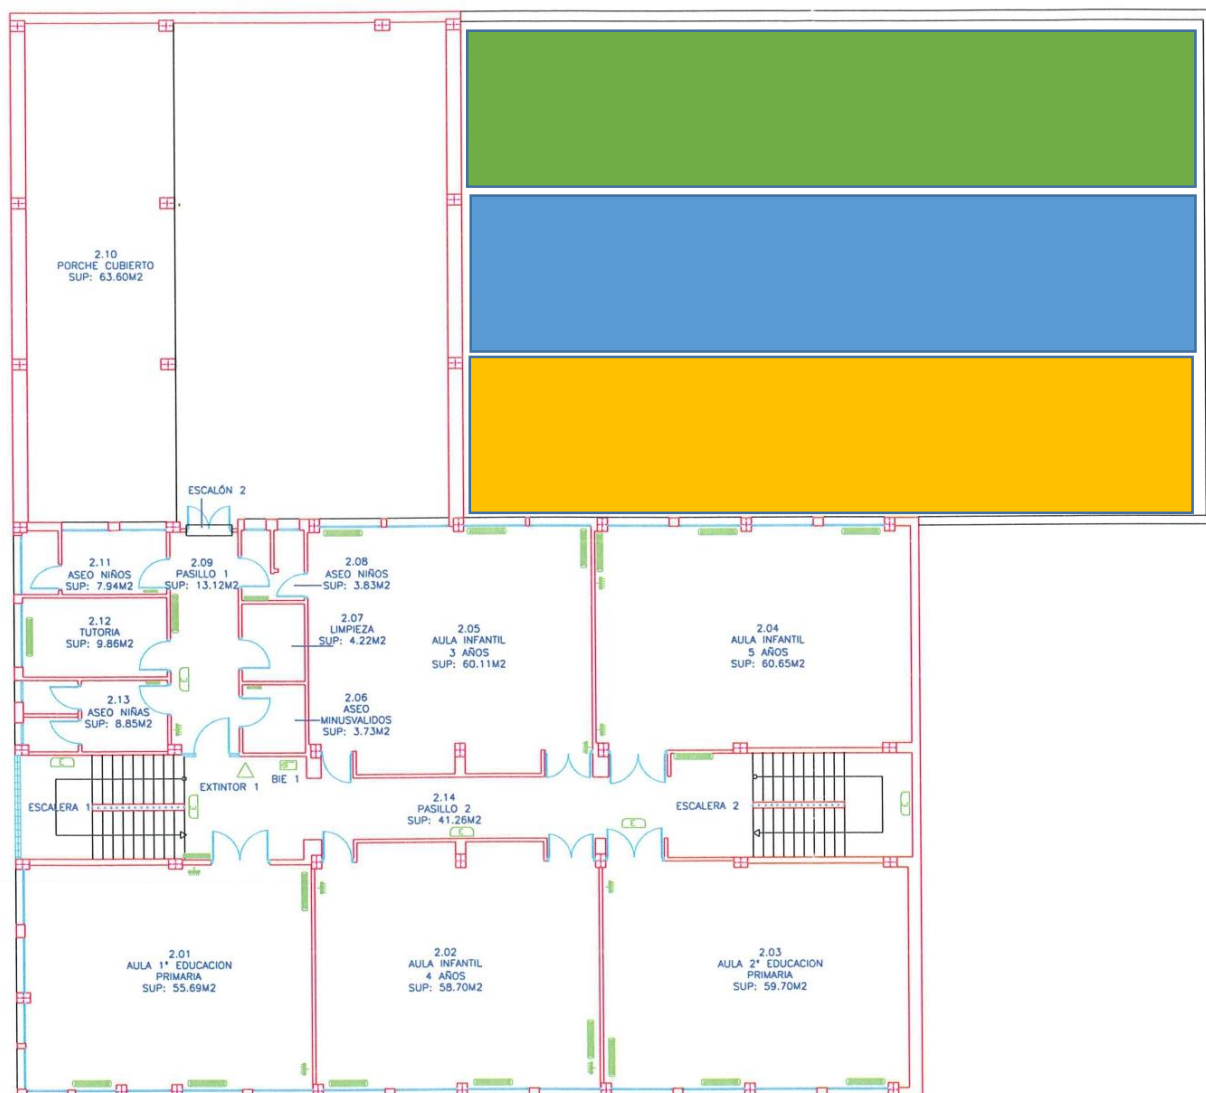 2.10
PORCHE CUBIERTO
SUP: 63.60M2
ESCALÓN 2
2.11
ASEO NIÑOS
SUP: 7.94M2
2.09
PASILLO 1
SUP: 13.12M2
2.08
ASEO NIÑOS
SUP: 3.83M2
2.12
TUTORIA
SUP: 9.86M2
2.07
LIMPIEZA
SUP: 4.22M2
2.05
AULA INFANTIL
3 AÑOS
SUP: 60.11M2
2.04
AULA INFANTIL
5 AÑOS
SUP: 60.65M2
2.13
ASEO NIÑAS
SUP: 8.85M2
2.06
ASEO
MINUSVALIDOS
SUP: 3.73M2
EXTINTOR 1
BIE 1
ESCALERA 1
2.14
PASILLO 2
SUP: 41.26M2
ESCALERA 2
2.01
AULA 1° EDUCACION
PRIMARIA
SUP: 55.69M2
2.02
AULA INFANTIL
4 AÑOS
SUP: 58.70M2
2.03
AULA 2° EDUCACION
PRIMARIA
SUP: 59.70M2